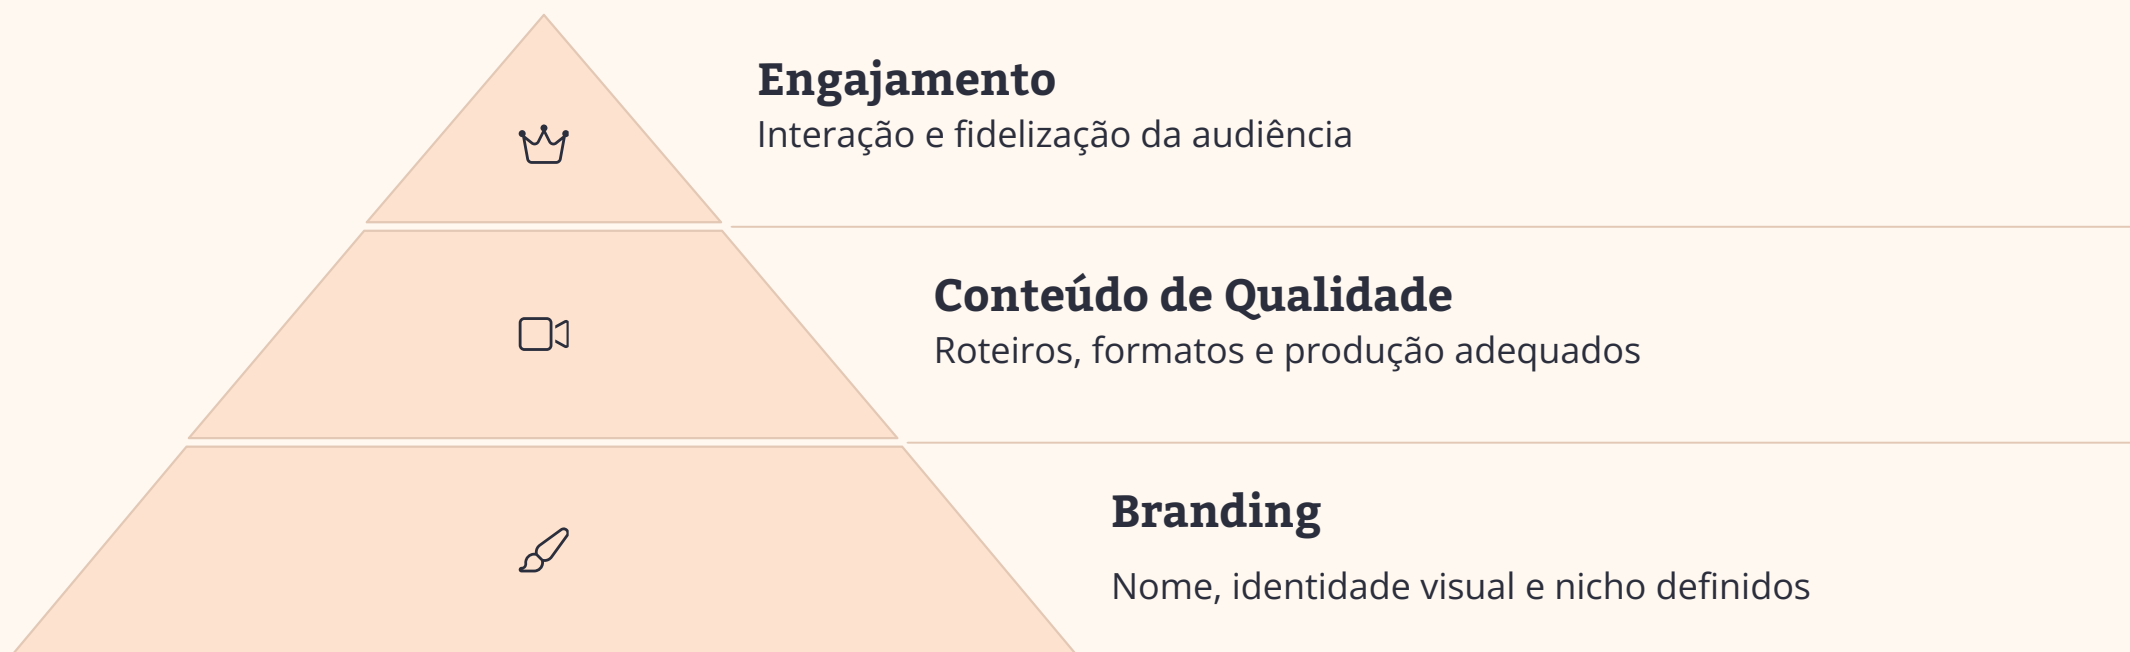 Engajamento
Interação e fidelização da audiência
Conteúdo de Qualidade
Roteiros, formatos e produção adequados
Branding
Nome, identidade visual e nicho definidos